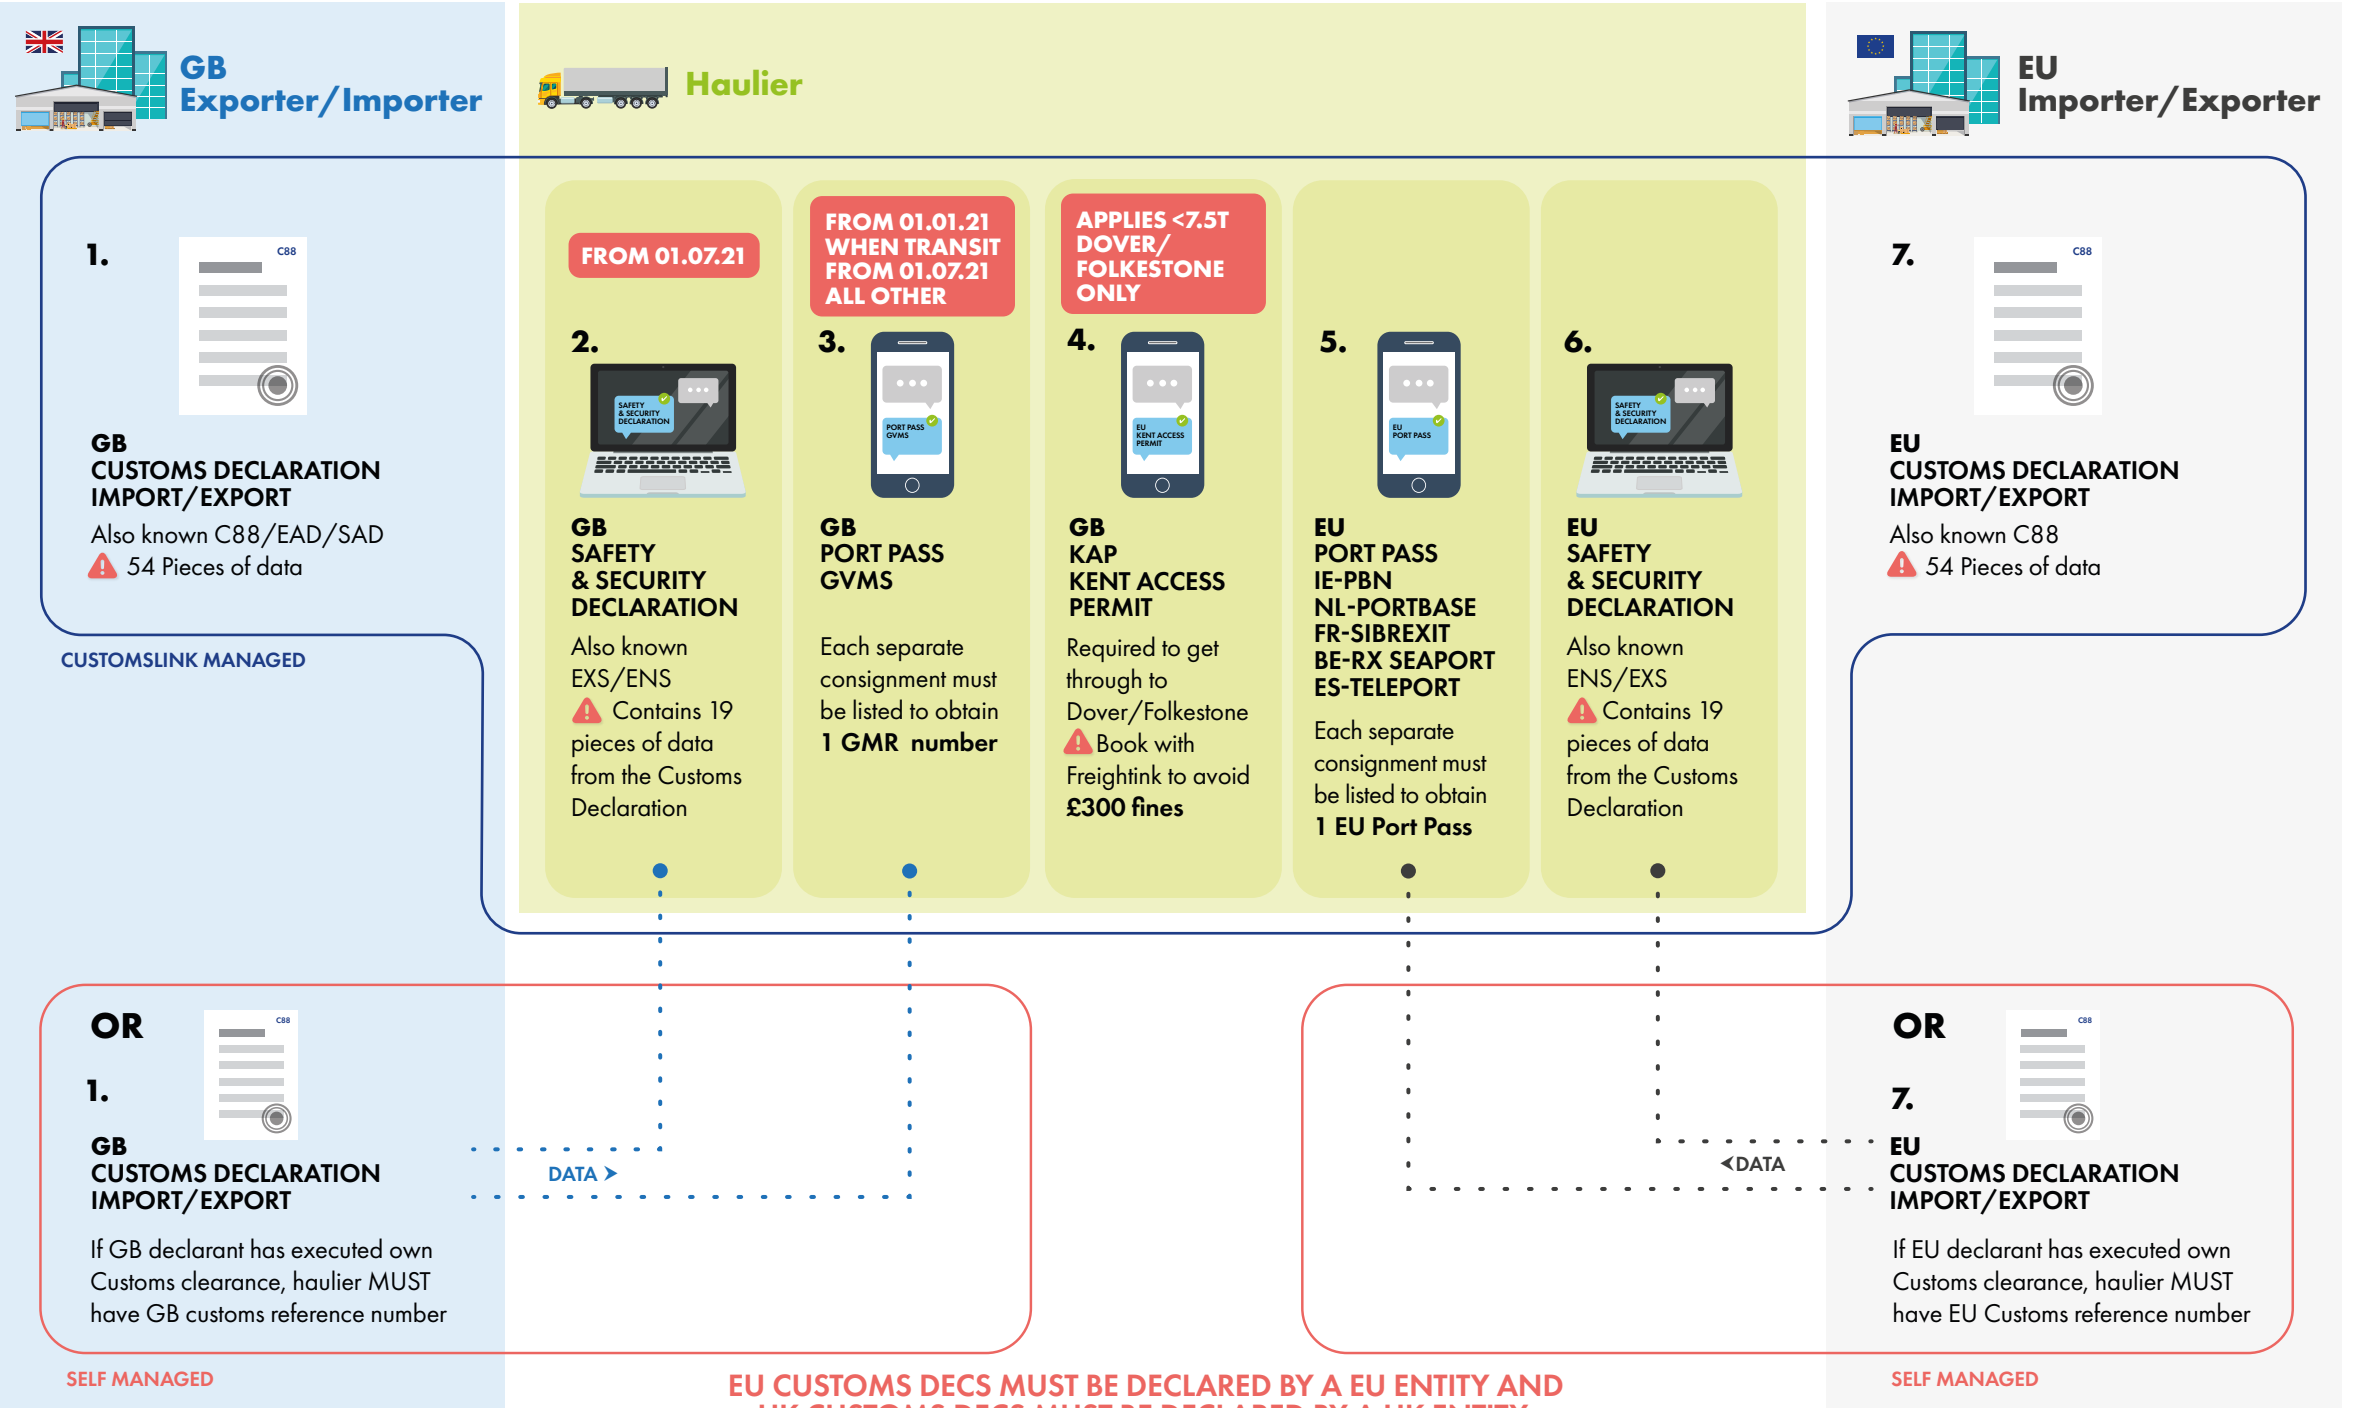 GB
Exporter/Importer
Haulier
EU
Importer/Exporter
1.
C88
GB
CUSTOMS DECLARATION
IMPORT/EXPORT
Also known C88/EAD/SAD
54 Pieces of data
CUSTOMSLINK MANAGED
FROM 01.07.21
2.
SAFETY
& SECURITY
DECLARATION
GB
SAFETY
& SECURITY
DECLARATION
Also known
EXS/ENS
Contains 19
pieces of data
from the Customs
Declaration
FROM 01.01.21
WHEN TRANSIT
FROM 01.07.21
ALL OTHER
3.
PORT PASS
GVMS
GB
PORT PASS
GVMS
Each separate
consignment must
be listed to obtain
1 GMR number
APPLIES <7.5T
DOVER/
FOLKESTONE
ONLY
4.
EU
KENT ACCESS
PERMIT
GB
KAP
KENT ACCESS
PERMIT
Required to get
through to
Dover/Folkestone
Book with
Freightink to avoid
£300 fines
5.
EU
PORT PASS
EU
PORT PASS
IE-PBN
NL-PORTBASE
FR-SIBREXIT
BE-RX SEAPORT
ES-TELEPORT
Each separate
consignment must
be listed to obtain
1 EU Port Pass
6.
SAFETY
& SECURITY
DECLARATION
EU
SAFETY
& SECURITY
DECLARATION
Also known
ENS/EXS
Contains 19
pieces of data
from the Customs
Declaration
7.
C88
EU
CUSTOMS DECLARATION
IMPORT/EXPORT
Also known C88
54 Pieces of data
OR
C88
1.
GB
CUSTOMS DECLARATION
IMPORT/EXPORT
If GB declarant has executed own
Customs clearance, haulier MUST
have GB customs reference number
DATA
SELF MANAGED
OR
C88
7.
EU
CUSTOMS DECLARATION
IMPORT/EXPORT
If EU declarant has executed own
Customs clearance, haulier MUST
have EU Customs reference number
DATA
SELF MANAGED
EU CUSTOMS DECS MUST BE DECLARED BY A EU ENTITY AND
UK CUSTOMS DECS MUST BE DECLARED BY A UK ENTITY